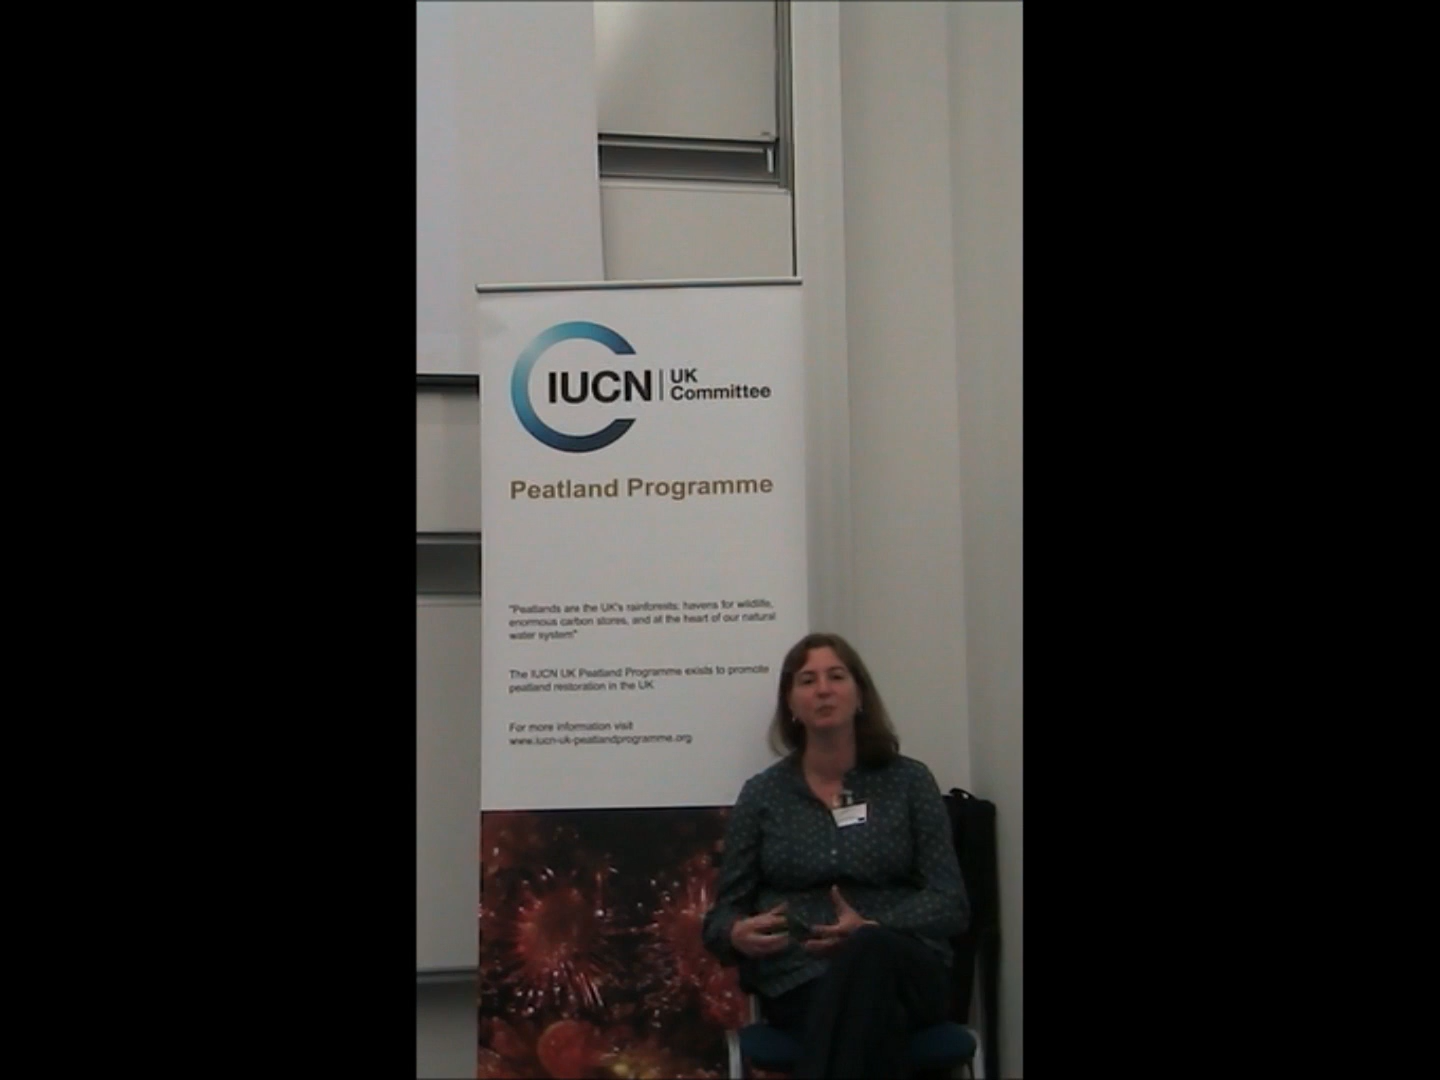 IUCN
UK
Committee
Peatland Programme
"Peatlands are the UK's rainforests; havens for wildlife,
enormous carbon stores, and at the heart of our natural
water system"
The IUCN UK Peatland Programme exists to promote
peatland restoration in the UK
For more information visit
www.iucn-uk-peatlandprogramme.org